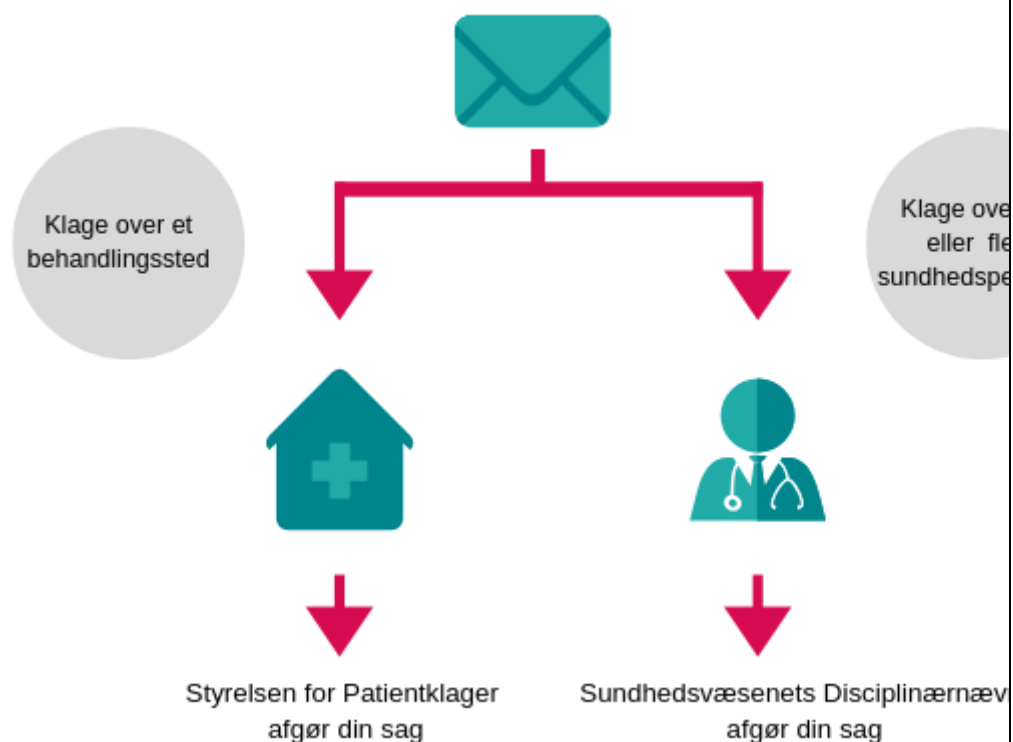 Klage over et
behandlingssted
Klage ove
eller fle
sundhedspe
Styrelsen for Patientklager
afgør din sag
Sundhedsvæsenets Disciplinærnæv
afgør din sag